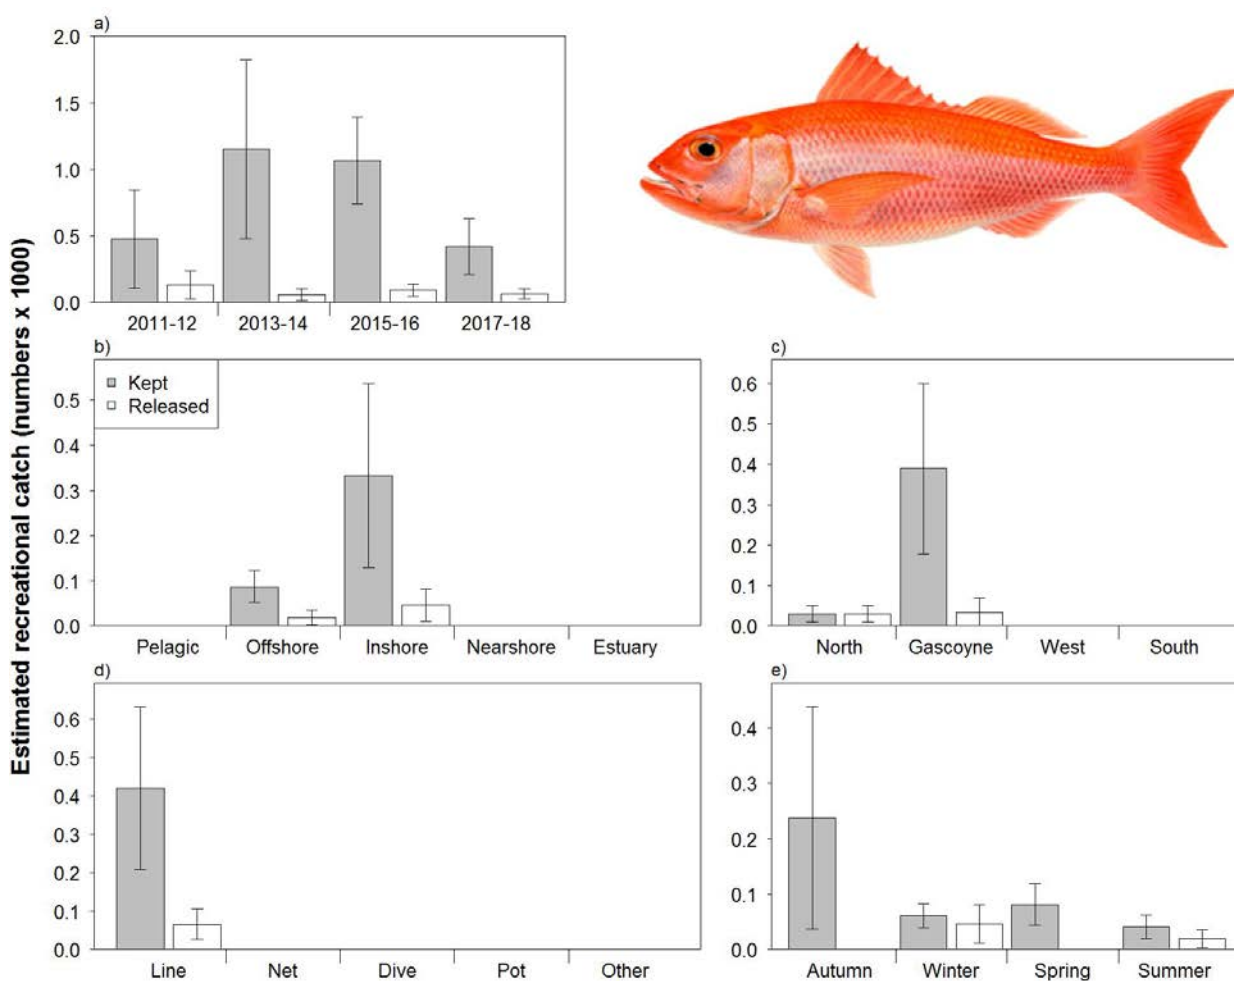 a)
2.0
1.5
1.0
0.5
0.0
2011-12 2013-14 2015-16 2017-18
Estimated recreational catch (numbers x 1000)
b)
Kept
Released
0.5
0.4
0.3
0.2
0.1
0.0
Pelagic Offshore Inshore Nearshore Estuary
c)
0.6
0.5
0.4
0.3
0.2
0.1
0.0
North Gascoyne West South
d)
0.6
0.5
0.4
0.3
0.2
0.1
0.0
Line Net Dive Pot Other
e)
0.4
0.3
0.2
0.1
0.0
Autumn Winter Spring Summer